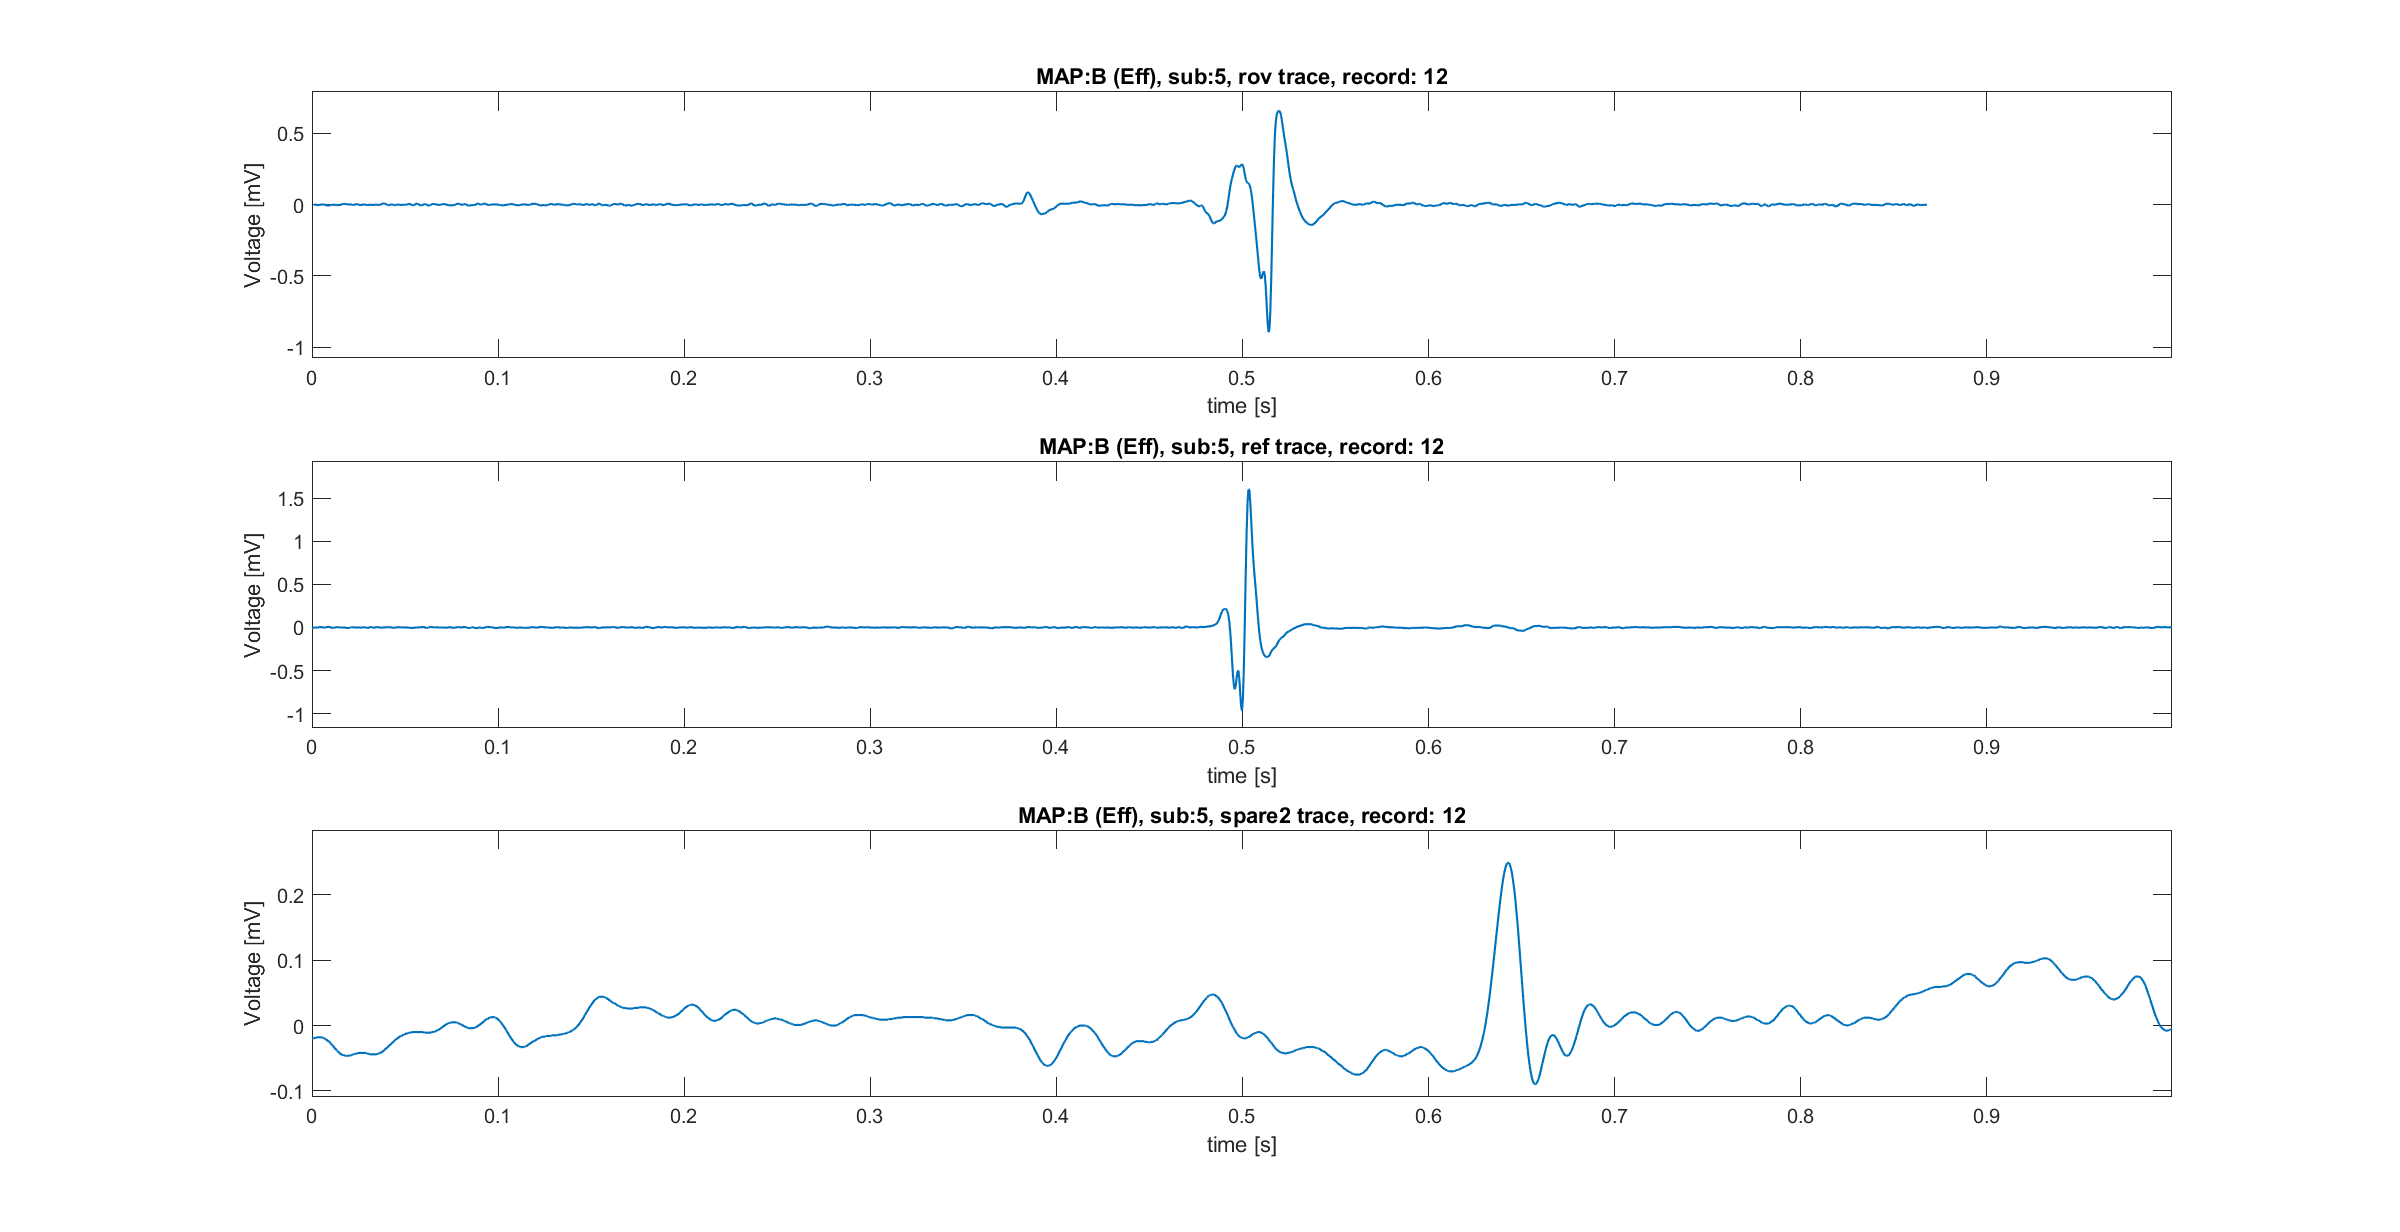 MAP:B (Eff), sub:5, rov trace, record: 12
Voltage [mV]
0.5
0
-0.5
-1
0 0.1 0.2 0.3 0.4 0.5 0.6 0.7 0.8 0.9
time [s]
MAP:B (Eff), sub:5, ref trace, record: 12
Voltage [mV]
1.5
1
0.5
0
-0.5
-1
0 0.1 0.2 0.3 0.4 0.5 0.6 0.7 0.8 0.9
time [s]
MAP:B (Eff), sub:5, spare2 trace, record: 12
Voltage [mV]
0.2
0.1
0
-0.1
0 0.1 0.2 0.3 0.4 0.5 0.6 0.7 0.8 0.9
time [s]